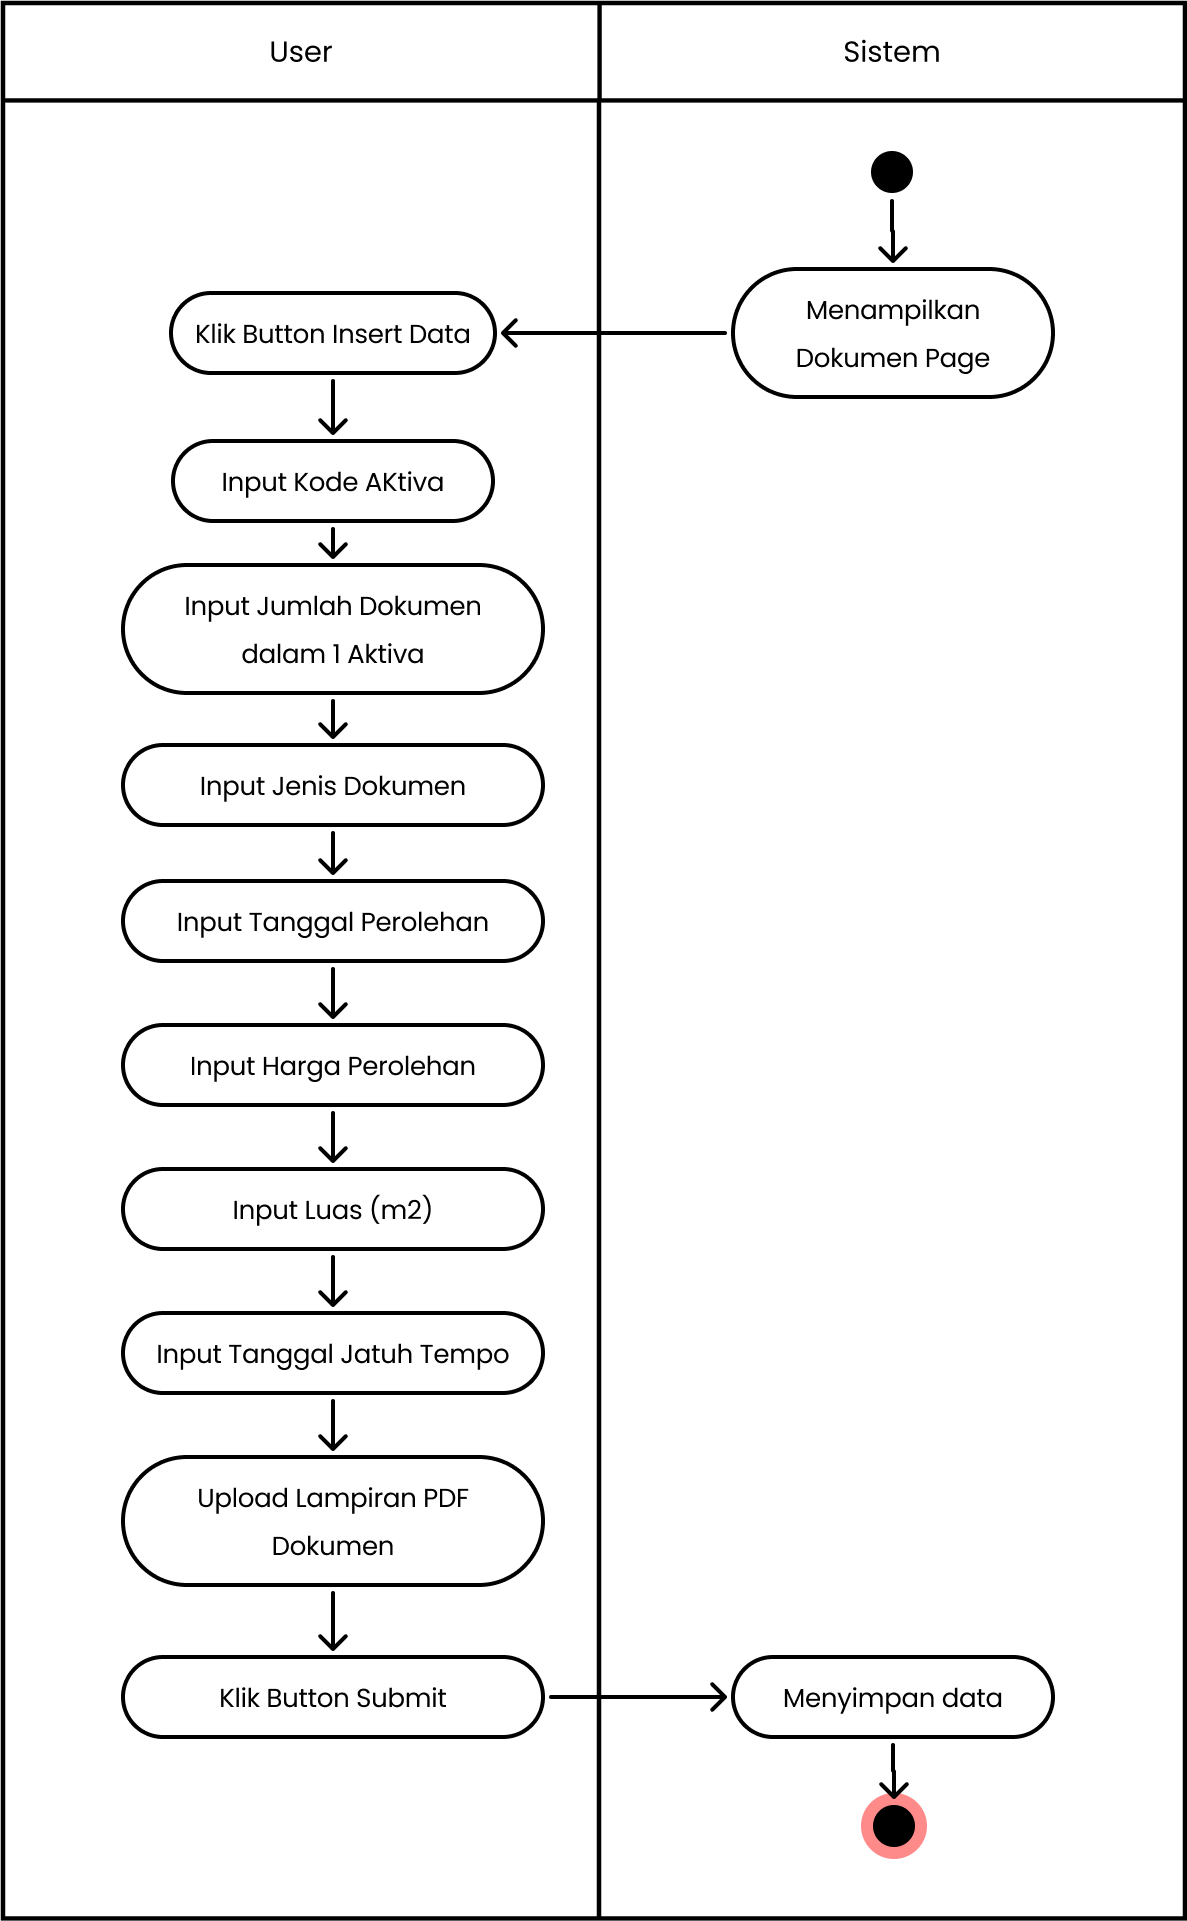 User
Sistem
Menampilkan
Dokumen Page
Klik Button Insert Data
Input Kode AKtiva
Input Jumlah Dokumen
dalam 1 Aktiva
Input Jenis Dokumen
Input Tanggal Perolehan
Input Harga Perolehan
Input Luas (m2)
Input Tanggal Jatuh Tempo
Upload Lampiran PDF
Dokumen
Klik Button Submit
Menyimpan data